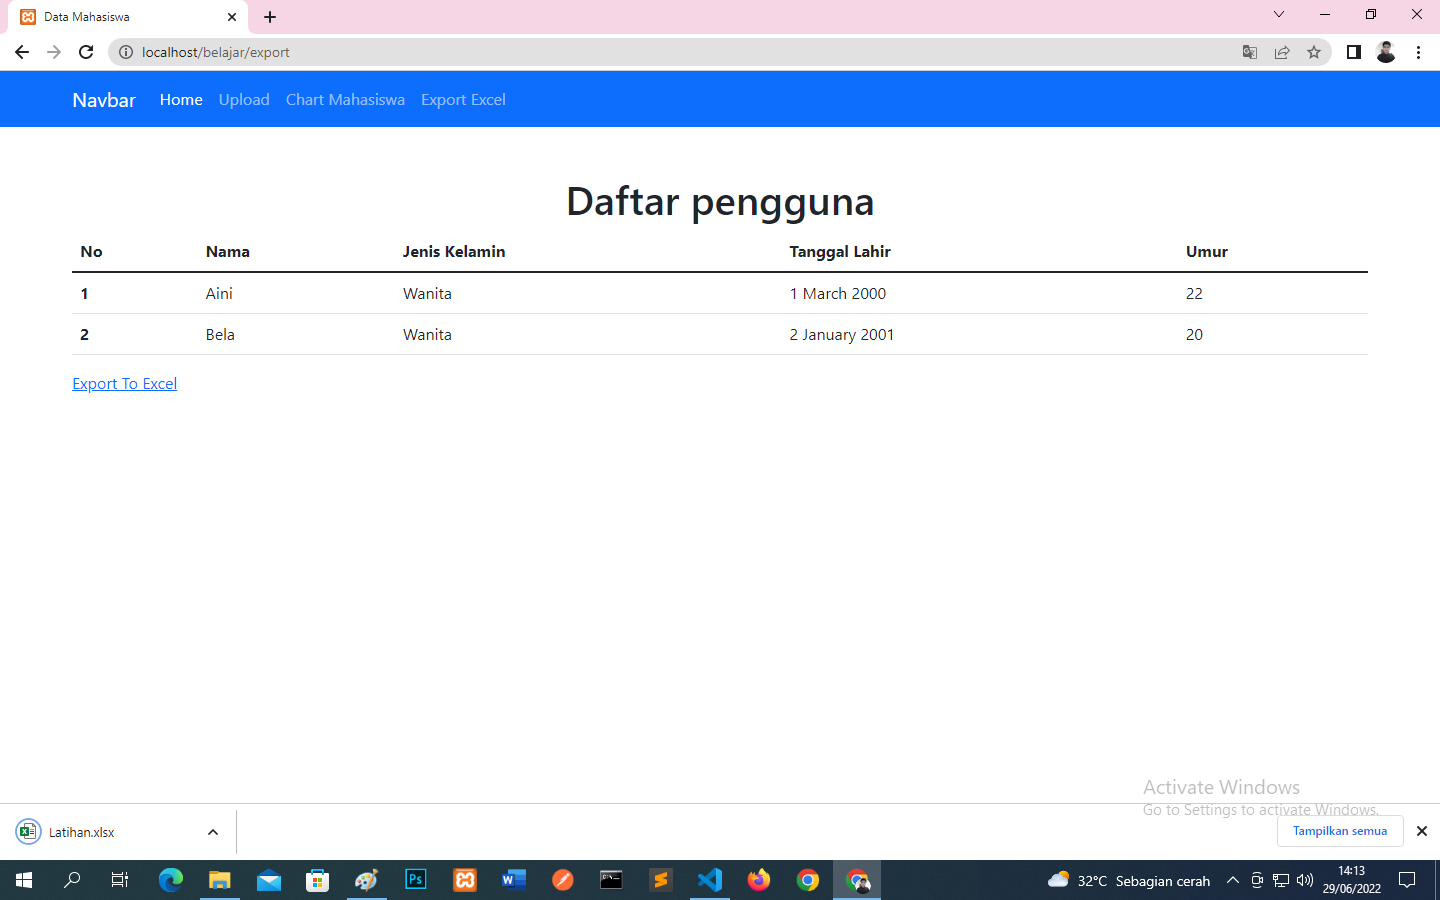 Data Mahasiswa
localhost/belajar/export
Navbar Home Upload Chart Mahasiswa Export Excel
Daftar pengguna
No Nama Jenis Kelamin Tanggal Lahir Umur
1 Aini Wanita 1 March 2000 22
2 Bela Wanita 2 January 2001 20
Export To Excel
Activate Windows
Go to Settings to activate Windows.
Latihan.xlsx
Tampilkan semua
Ps
32°C Sebagian cerah
14:13
29/06/2022